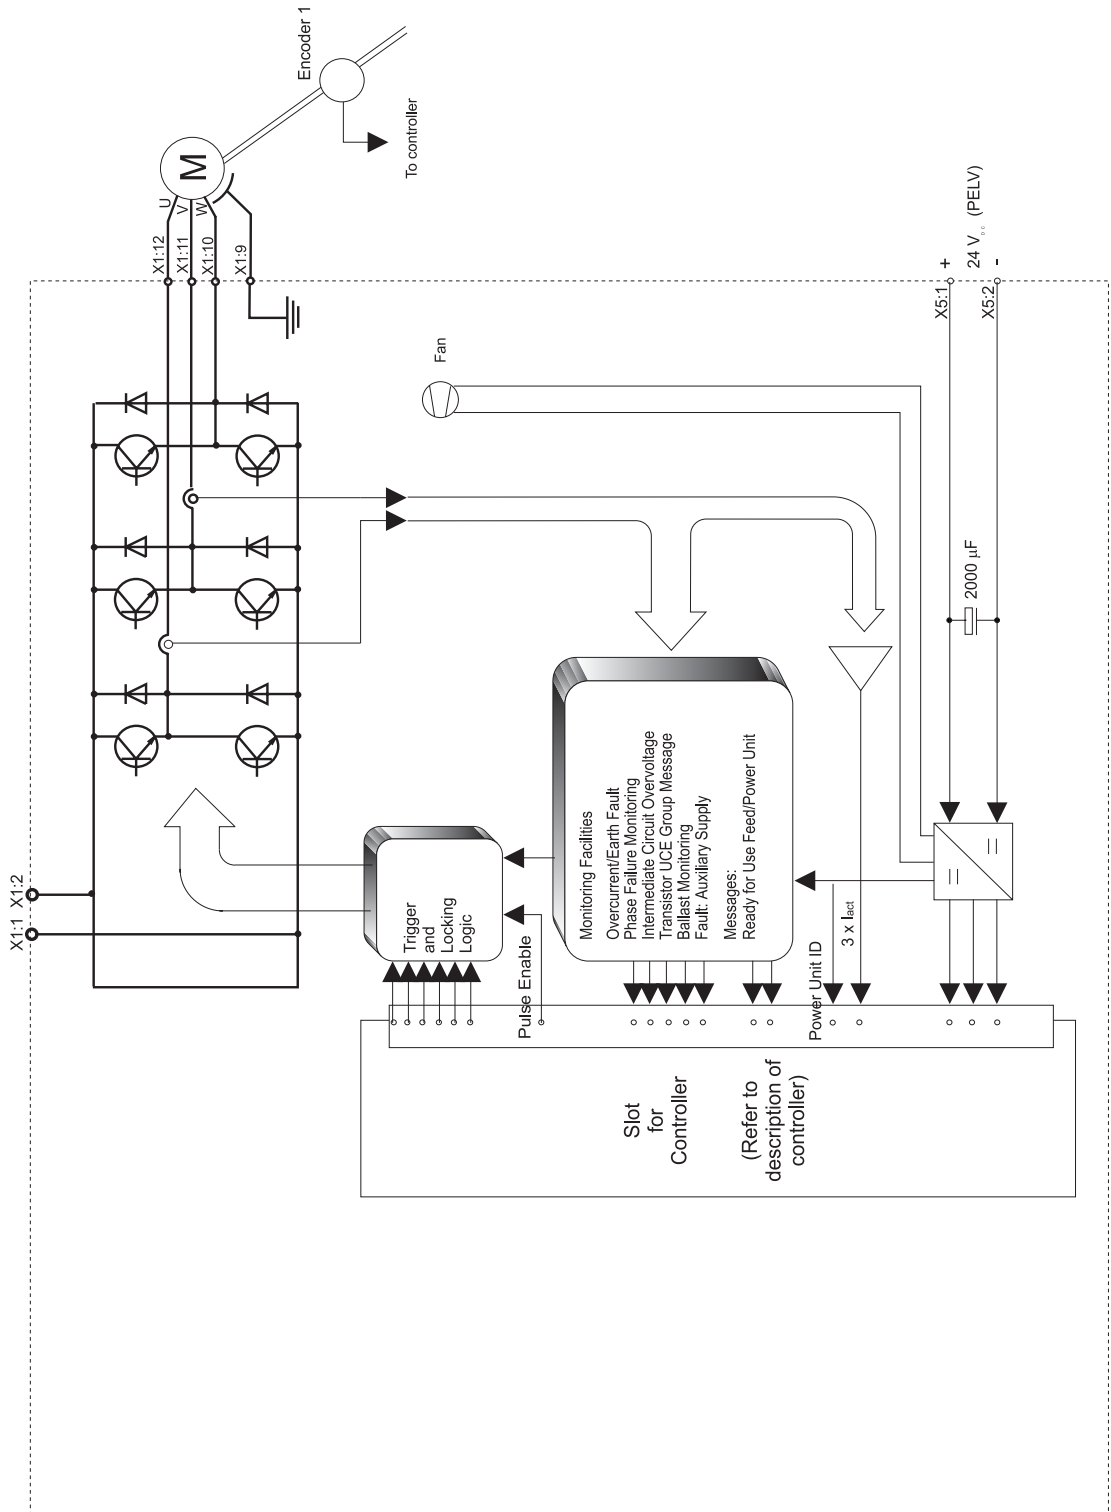 Encoder 1
To controller
M
U
V
W
X1:12
X1:11
X1:10
X1:9
X1:1
X1:2
Fan
X5:1
+
24 V DC (PELV)
X5:2
-
2000 µF
Trigger
and
Locking
Logic
Pulse Enable
Monitoring Facilities
Overcurrent/Earth Fault
Phase Failure Monitoring
Intermediate Circuit Overvoltage
Transistor UCE Group Message
Ballast Monitoring
Fault: Auxiliary Supply
Messages:
Ready for Use Feed/Power Unit
Power Unit ID
3 x Iact
Slot
for
Controller
(Refer to
description of
controller)